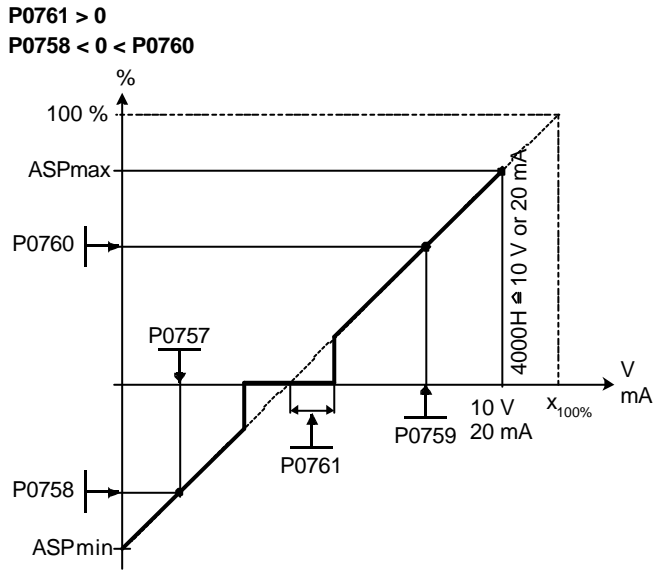 P0761 > 0
P0758 < 0 < P0760
%
100 %
ASPmax
P0760
4000H ≙ 10 V or 20 mA
P0757
V
mA
10 V
20 mA
x100%
P0759
P0761
P0758
ASPmin